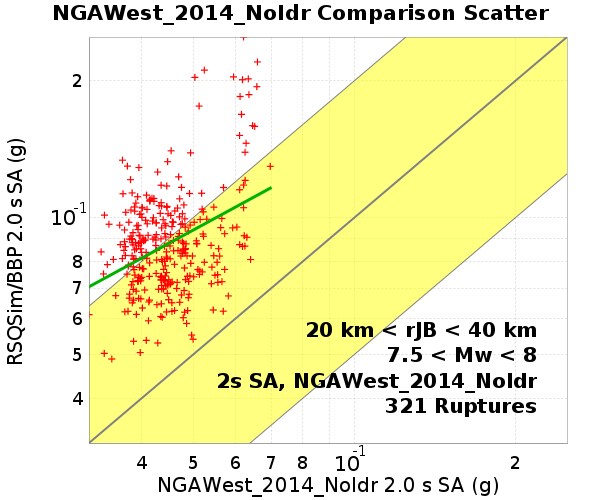 NGAWest_2014_NoIdr Comparison Scatter
RSQSim/BBP 2.0 s SA (g)
2
10⁻¹
8
7
6
5
4
20 km < rJB < 40 km
7.5 < Mw < 8
2s SA, NGAWest_2014_NoIdr
321 Ruptures
4 5 6 7 8 10⁻¹ 2
NGAWest_2014_NoIdr 2.0 s SA (g)